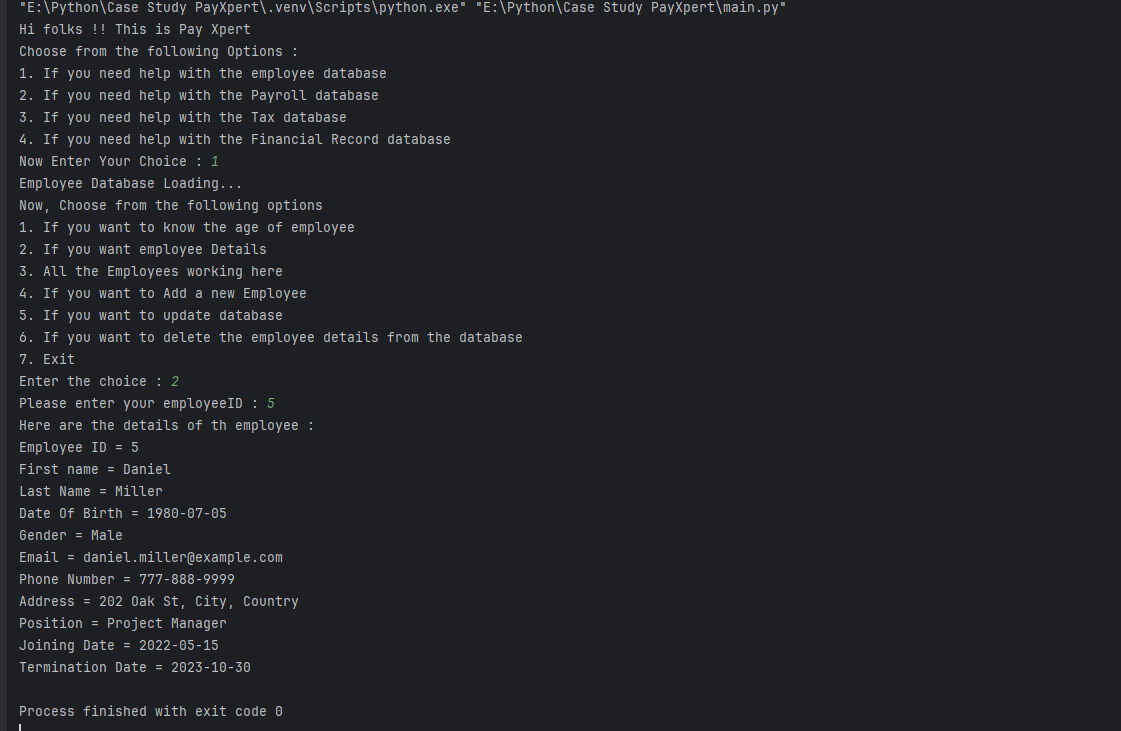 "E:\Python\Case Study PayXpert\.venv\Scripts\python.exe" "E:\Python\Case Study PayXpert\main.py"
Hi folks !! This is Pay Xpert
Choose from the following Options :
1. If you need help with the employee database
2. If you need help with the Payroll database
3. If you need help with the Tax database
4. If you need help with the Financial Record database
Now Enter Your Choice : 1
Employee Database Loading...
Now, Choose from the following options
1. If you want to know the age of employee
2. If you want employee Details
3. All the Employees working here
4. If you want to Add a new Employee
5. If you want to update database
6. If you want to delete the employee details from the database
7. Exit
Enter the choice : 2
Please enter your employeeID : 5
Here are the details of th employee :
Employee ID = 5
First name = Daniel
Last Name = Miller
Date Of Birth = 1980-07-05
Gender = Male
Email = daniel.miller@example.com
Phone Number = 777-888-9999
Address = 202 Oak St, City, Country
Position = Project Manager
Joining Date = 2022-05-15
Termination Date = 2023-10-30
Process finished with exit code 0